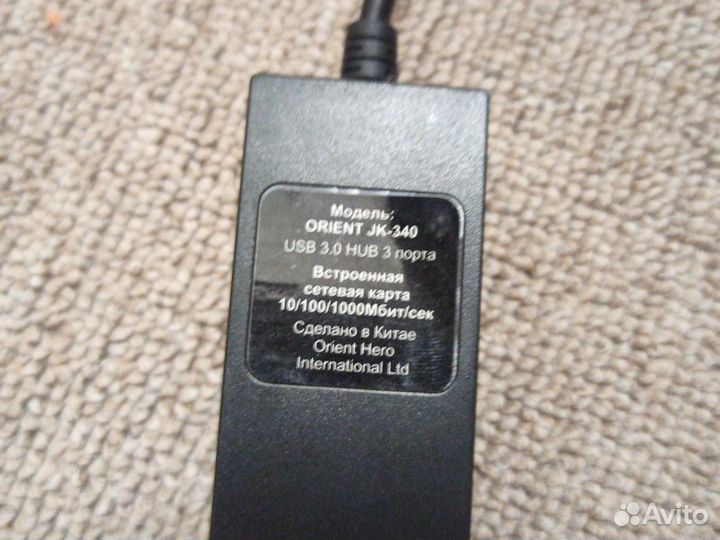 Модель:
ORIENT JK-340
USB 3.0 HUB 3 порта
Встроенная
сетевая карта
10/100/1000Мбит/сек
Сделано в Китае
Orient Hero
International Ltd
Avito